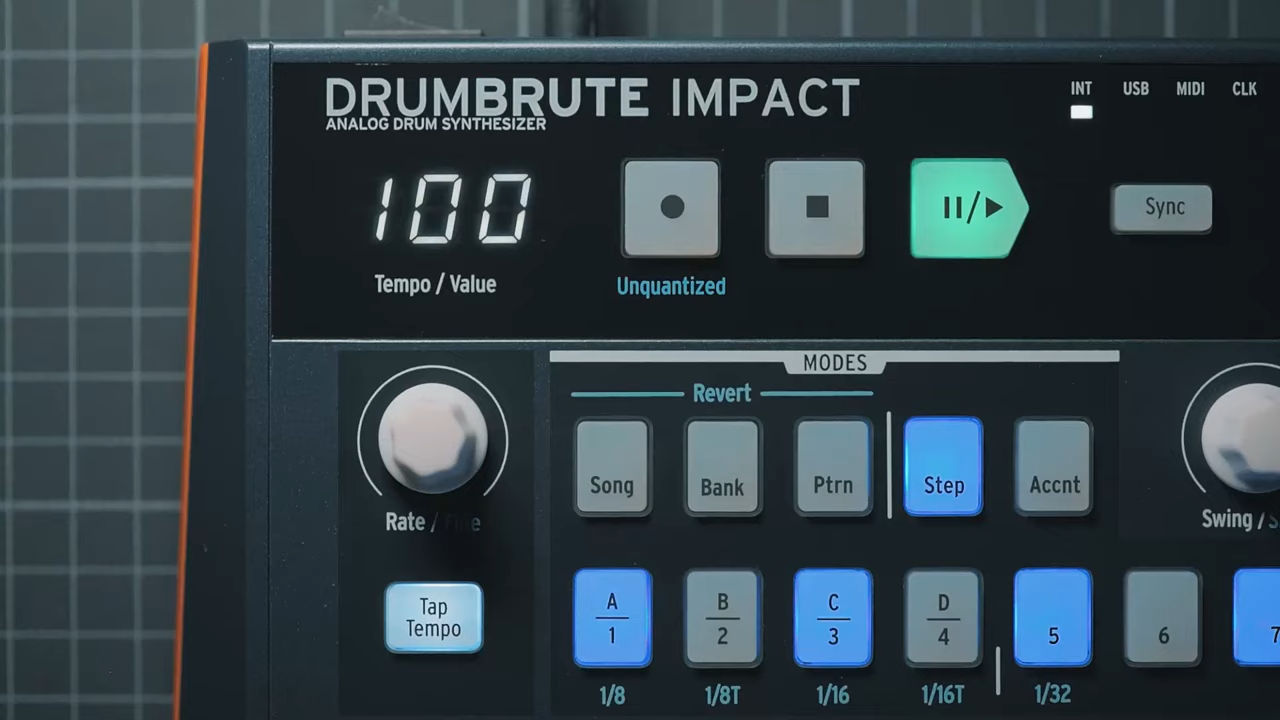 DRUMBRUTE IMPACT
ANALOG DRUM SYNTHESIZER
INT USB MIDI CLK
100
Tempo / Value
Unquantized
Sync
MODES
Revert
Song Bank Ptrn Step Accnt
Rate / Fine
Swing /
Tap
Tempo
A
1
B
2
C
3
D
4
5
6
7
1/8 1/8T 1/16 1/16T 1/32